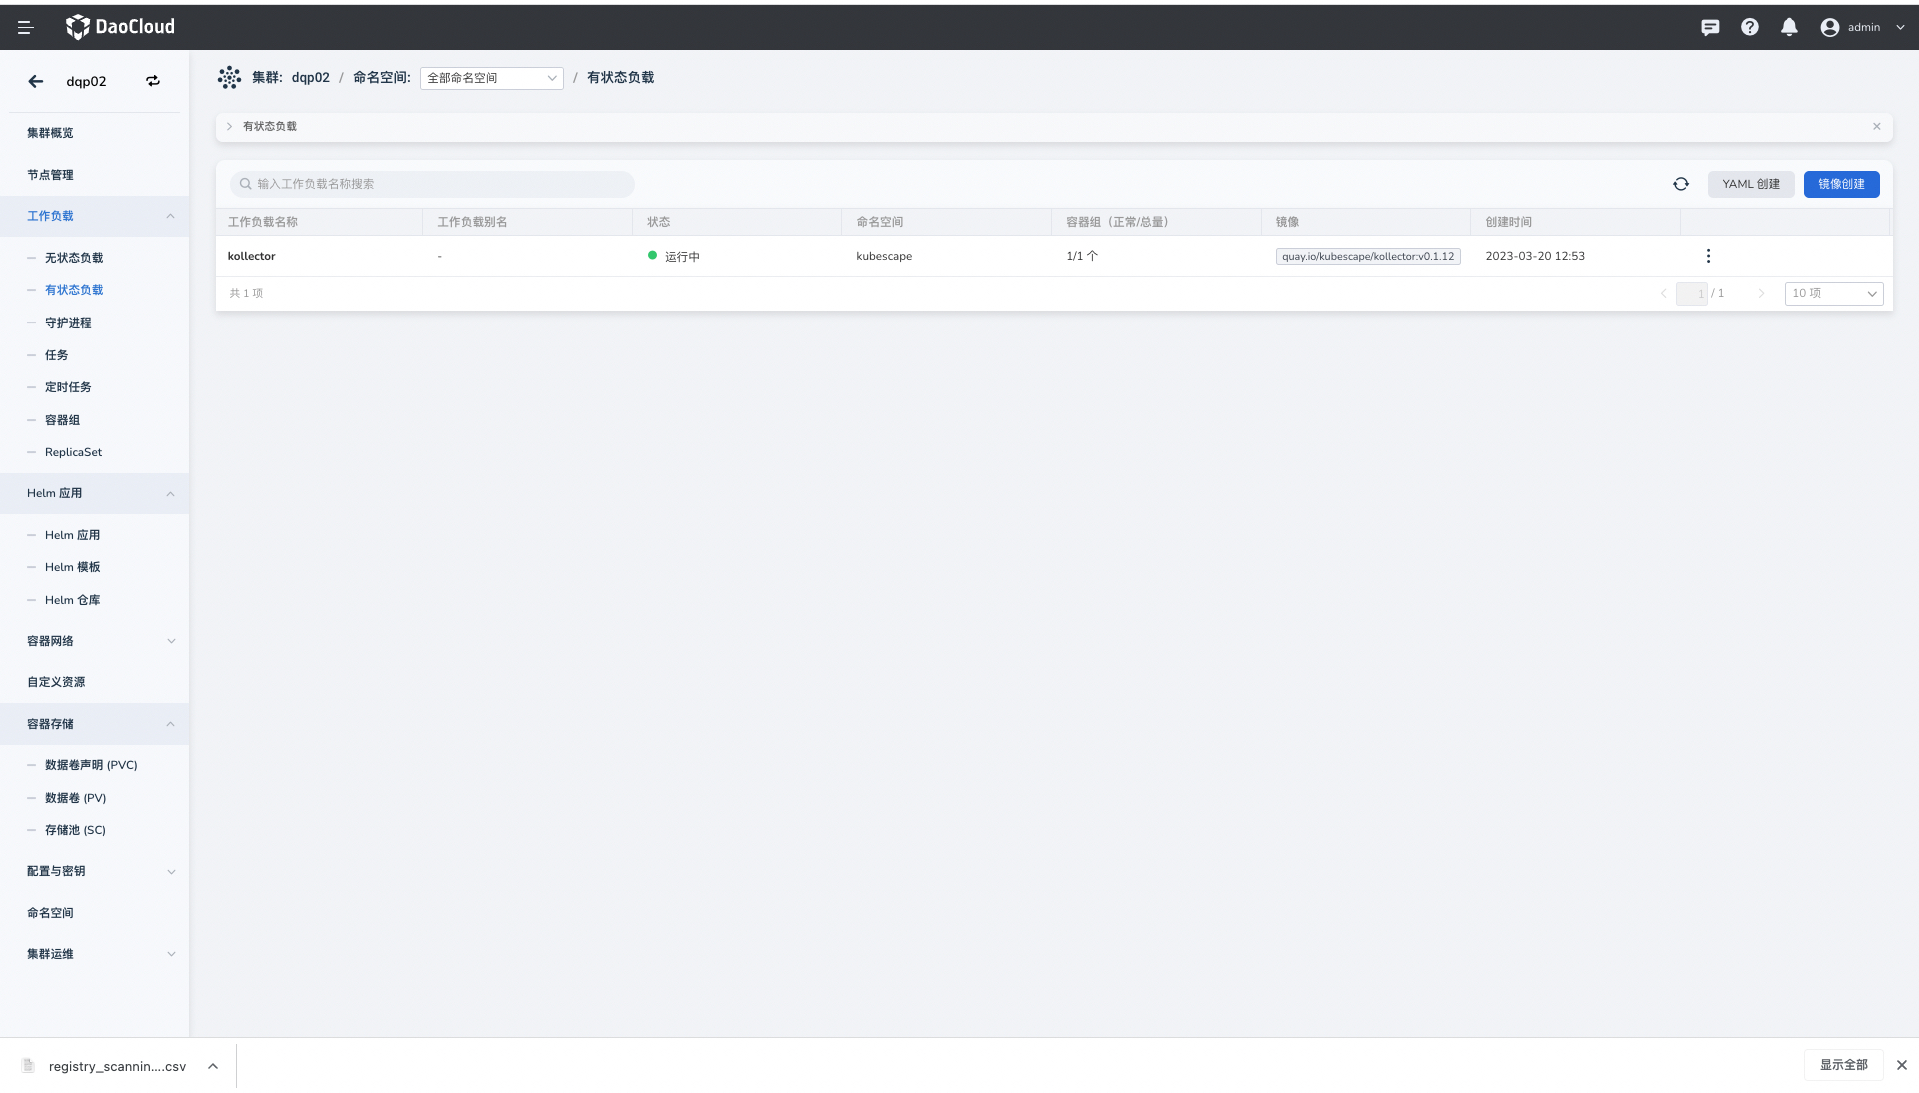 DaoCloud
admin
dqp02
集群: dqp02 / 命名空间: 全部命名空间 / 有状态负载
集群概览
节点管理
工作负载
无状态负载
有状态负载
守护进程
任务
定时任务
容器组
ReplicaSet
Helm 应用
Helm 应用
Helm 模板
Helm 仓库
容器网络
自定义资源
容器存储
数据卷声明 (PVC)
数据卷 (PV)
存储池 (SC)
配置与密钥
命名空间
集群运维
有状态负载
输入工作负载名称搜索
YAML 创建
镜像创建
工作负载名称 工作负载别名 状态 命名空间 容器组（正常/总量） 镜像 创建时间
kollector - 运行中 kubescape 1/1 个 quay.io/kubescape/kollector:v0.1.12 2023-03-20 12:53
共 1 项
1 / 1
10 项
registry_scannin....csv
显示全部